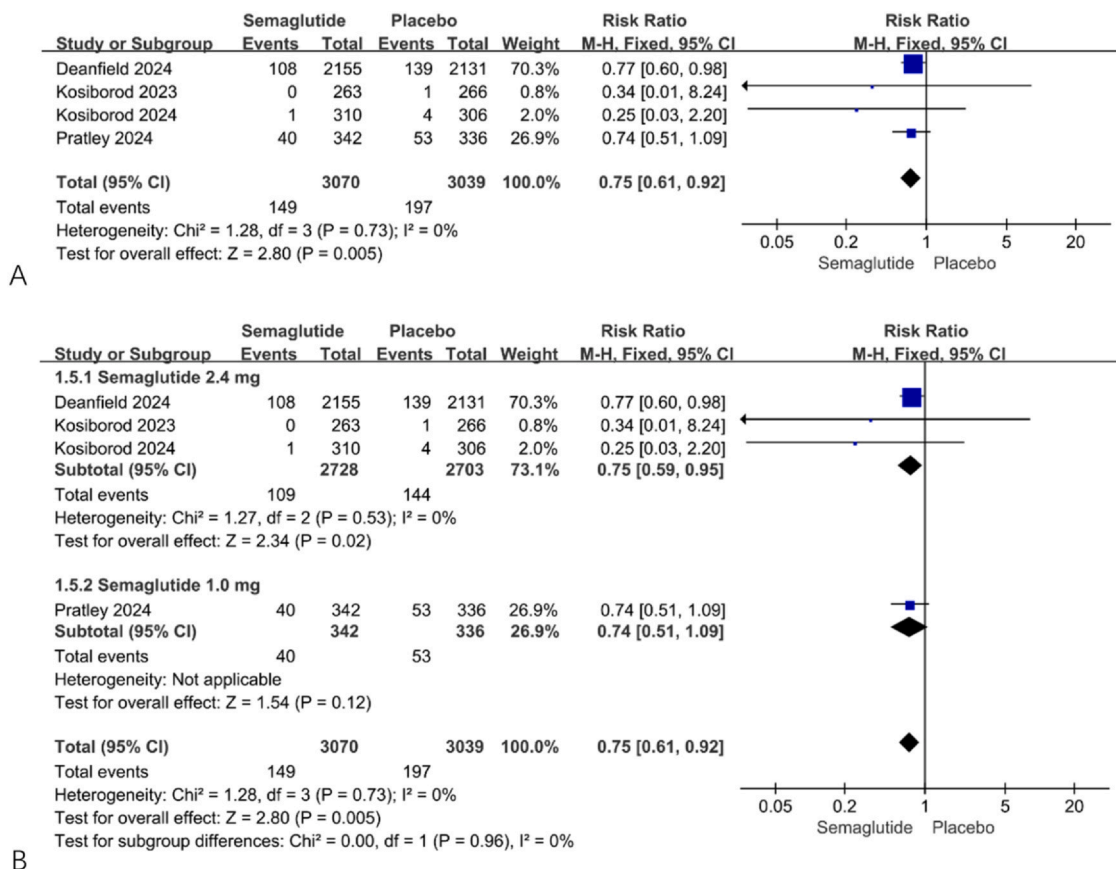 Semaglutide Placebo Risk Ratio Risk Ratio
Study or Subgroup Events Total Events Total Weight M-H, Fixed, 95% CI M-H, Fixed, 95% CI
Deanfield 2024 108 2155 139 2131 70.3% 0.77 [0.60, 0.98]
Kosiborod 2023 0 263 1 266 0.8% 0.34 [0.01, 8.24]
Kosiborod 2024 1 310 4 306 2.0% 0.25 [0.03, 2.20]
Pratley 2024 40 342 53 336 26.9% 0.74 [0.51, 1.09]
Total (95% CI) 3070 3039 100.0% 0.75 [0.61, 0.92]
Total events 149 197
Heterogeneity: Chi² = 1.28, df = 3 (P = 0.73); I² = 0%
Test for overall effect: Z = 2.80 (P = 0.005)
0.05 0.2 1 5 20
Semaglutide Placebo
A
Semaglutide Placebo Risk Ratio Risk Ratio
Study or Subgroup Events Total Events Total Weight M-H, Fixed, 95% CI M-H, Fixed, 95% CI
1.5.1 Semaglutide 2.4 mg
Deanfield 2024 108 2155 139 2131 70.3% 0.77 [0.60, 0.98]
Kosiborod 2023 0 263 1 266 0.8% 0.34 [0.01, 8.24]
Kosiborod 2024 1 310 4 306 2.0% 0.25 [0.03, 2.20]
Subtotal (95% CI) 2728 2703 73.1% 0.75 [0.59, 0.95]
Total events 109 144
Heterogeneity: Chi² = 1.27, df = 2 (P = 0.53); I² = 0%
Test for overall effect: Z = 2.34 (P = 0.02)
1.5.2 Semaglutide 1.0 mg
Pratley 2024 40 342 53 336 26.9% 0.74 [0.51, 1.09]
Subtotal (95% CI) 342 336 26.9% 0.74 [0.51, 1.09]
Total events 40 53
Heterogeneity: Not applicable
Test for overall effect: Z = 1.54 (P = 0.12)
Total (95% CI) 3070 3039 100.0% 0.75 [0.61, 0.92]
Total events 149 197
Heterogeneity: Chi² = 1.28, df = 3 (P = 0.73); I² = 0%
Test for overall effect: Z = 2.80 (P = 0.005)
Test for subgroup differences: Chi² = 0.00, df = 1 (P = 0.96), I² = 0%
0.05 0.2 1 5 20
Semaglutide Placebo
B